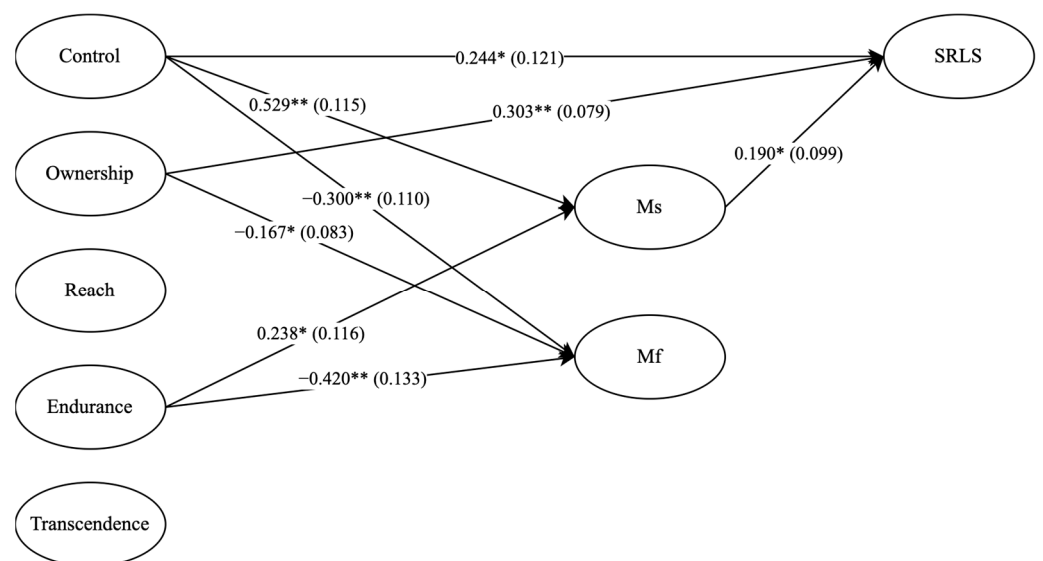 Control
SRLS
0.244* (0.121)
0.529** (0.115)
0.303** (0.079)
Ownership
0.190* (0.099)
−0.300** (0.110)
Ms
−0.167* (0.083)
Reach
0.238* (0.116)
Mf
−0.420** (0.133)
Endurance
Transcendence